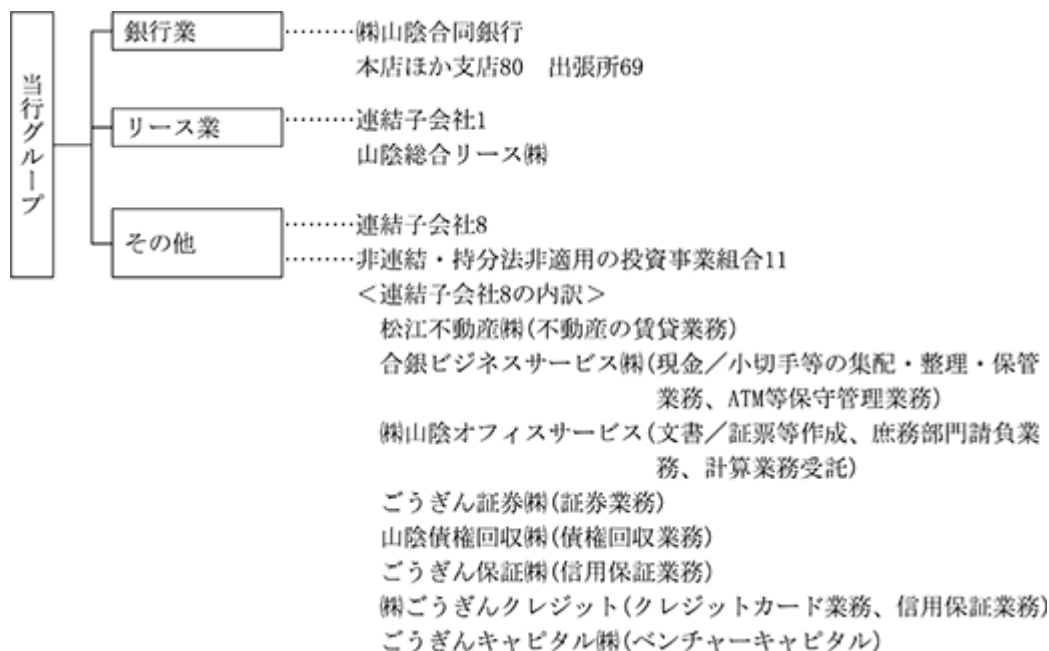 当行グループ
銀行業
………㈱山陰合同銀行
本店ほか支店80 出張所69
リース業
………連結子会社1
山陰総合リース㈱
その他
………連結子会社8
………非連結・持分法非適用の投資事業組合11
＜連結子会社8の内訳＞
松江不動産㈱(不動産の賃貸業務)
合銀ビジネスサービス㈱(現金／小切手等の集配・整理・保管
業務、ATM等保守管理業務)
㈱山陰オフィスサービス(文書／証票等作成、庶務部門請負業
務、計算業務受託)
ごうぎん証券㈱(証券業務)
山陰債権回収㈱(債権回収業務)
ごうぎん保証㈱(信用保証業務)
㈱ごうぎんクレジット(クレジットカード業務、信用保証業務)
ごうぎんキャピタル㈱(ベンチャーキャピタル)